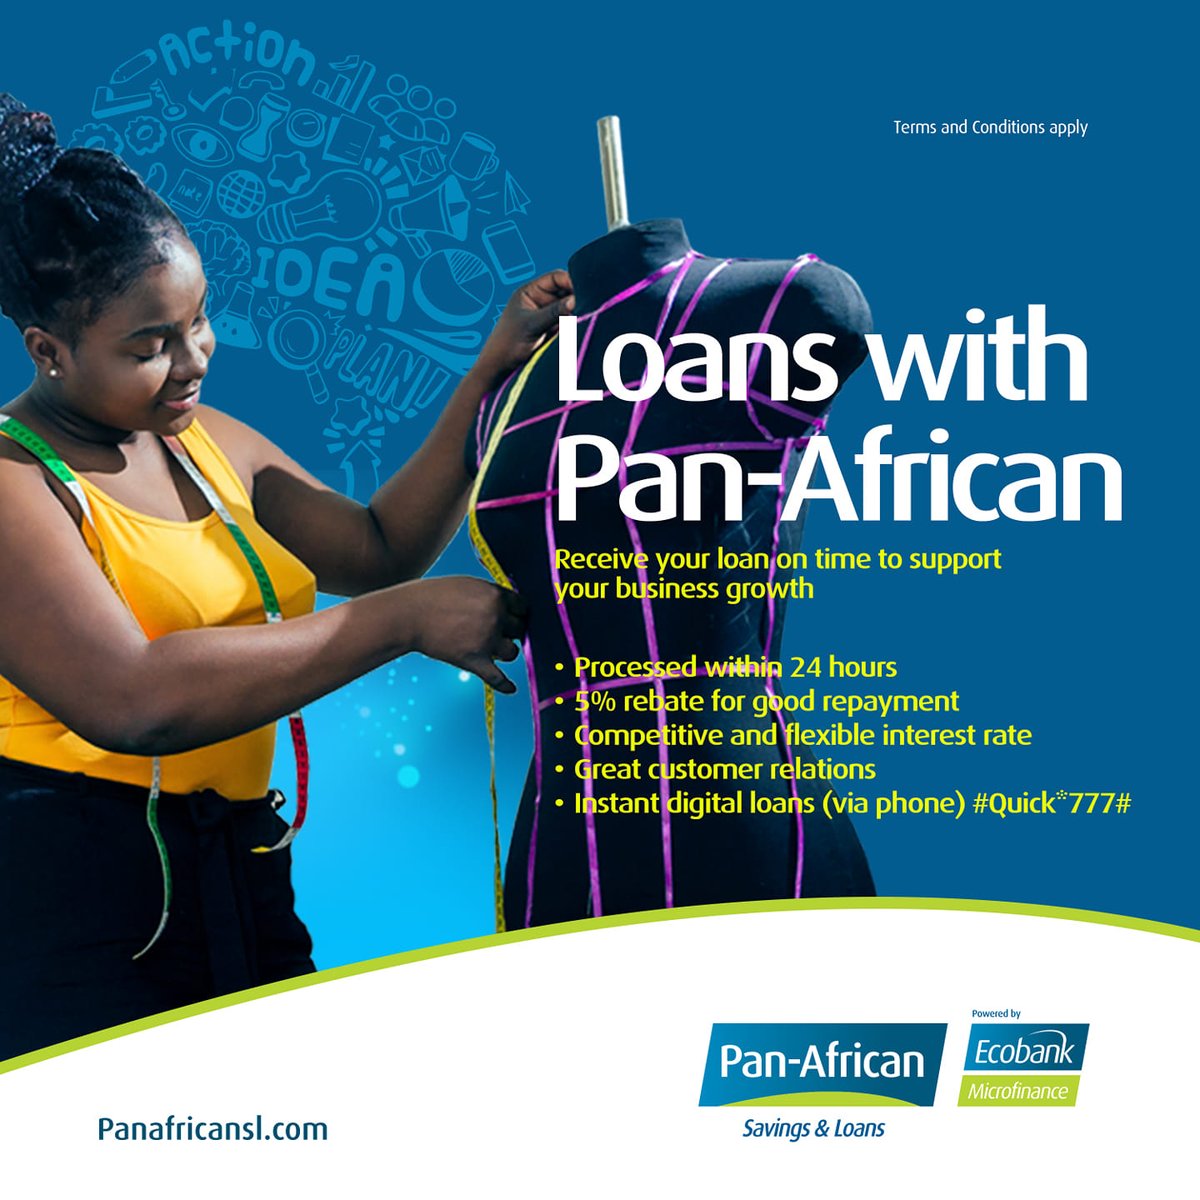 ACTION
note
IDEA
PLAN!
Terms and Conditions apply
Loans with
Pan-African
Receive your loan on time to support
your business growth
• Processed within 24 hours
• 5% rebate for good repayment
• Competitive and flexible interest rate
• Great customer relations
• Instant digital loans (via phone) #Quick*777#
Powered by
Pan-African
Ecobank
Microfinance
Savings & Loans
Panafricansl.com